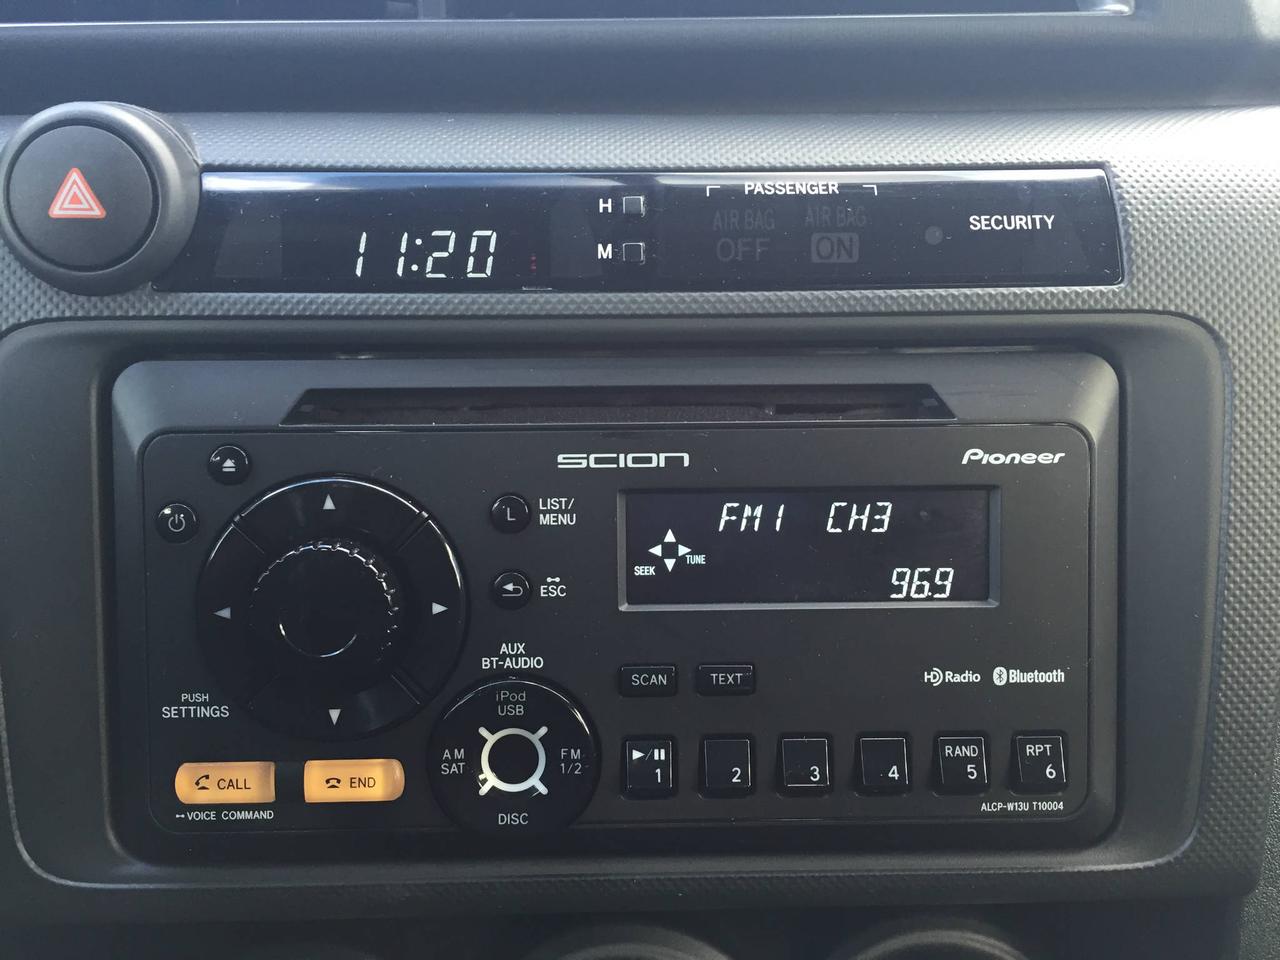 PASSENGER
H
AIR BAG
OFF
AIR BAG
ON
SECURITY
11:20
M
SCION
Pioneer
LIST/
MENU
L
FM1 CH3
SEEK
TUNE
96.9
ESC
AUX
BT-AUDIO
SCAN
TEXT
HD Radio
Bluetooth
PUSH
SETTINGS
iPod
USB
AM
SAT
FM
1/2
DISC
CALL
END
VOICE COMMAND
1
2
3
4
RAND
5
RPT
6
ALCP-W13U T10004